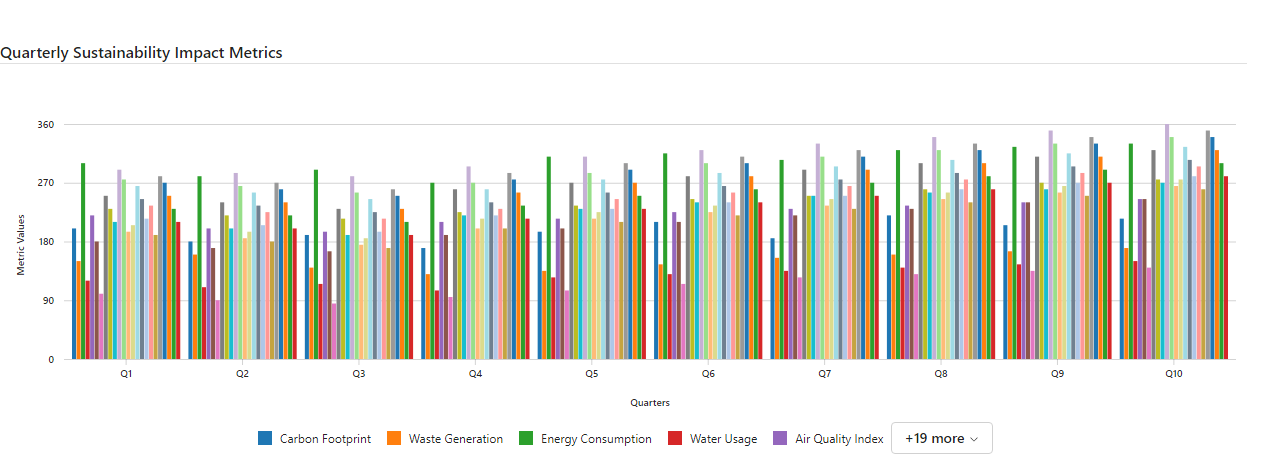 Quarterly Sustainability Impact Metrics
360
270
180
90
0
Metric Values
Q1 Q2 Q3 Q4 Q5 Q6 Q7 Q8 Q9 Q10
Quarters
Carbon Footprint Waste Generation Energy Consumption Water Usage Air Quality Index +19 more